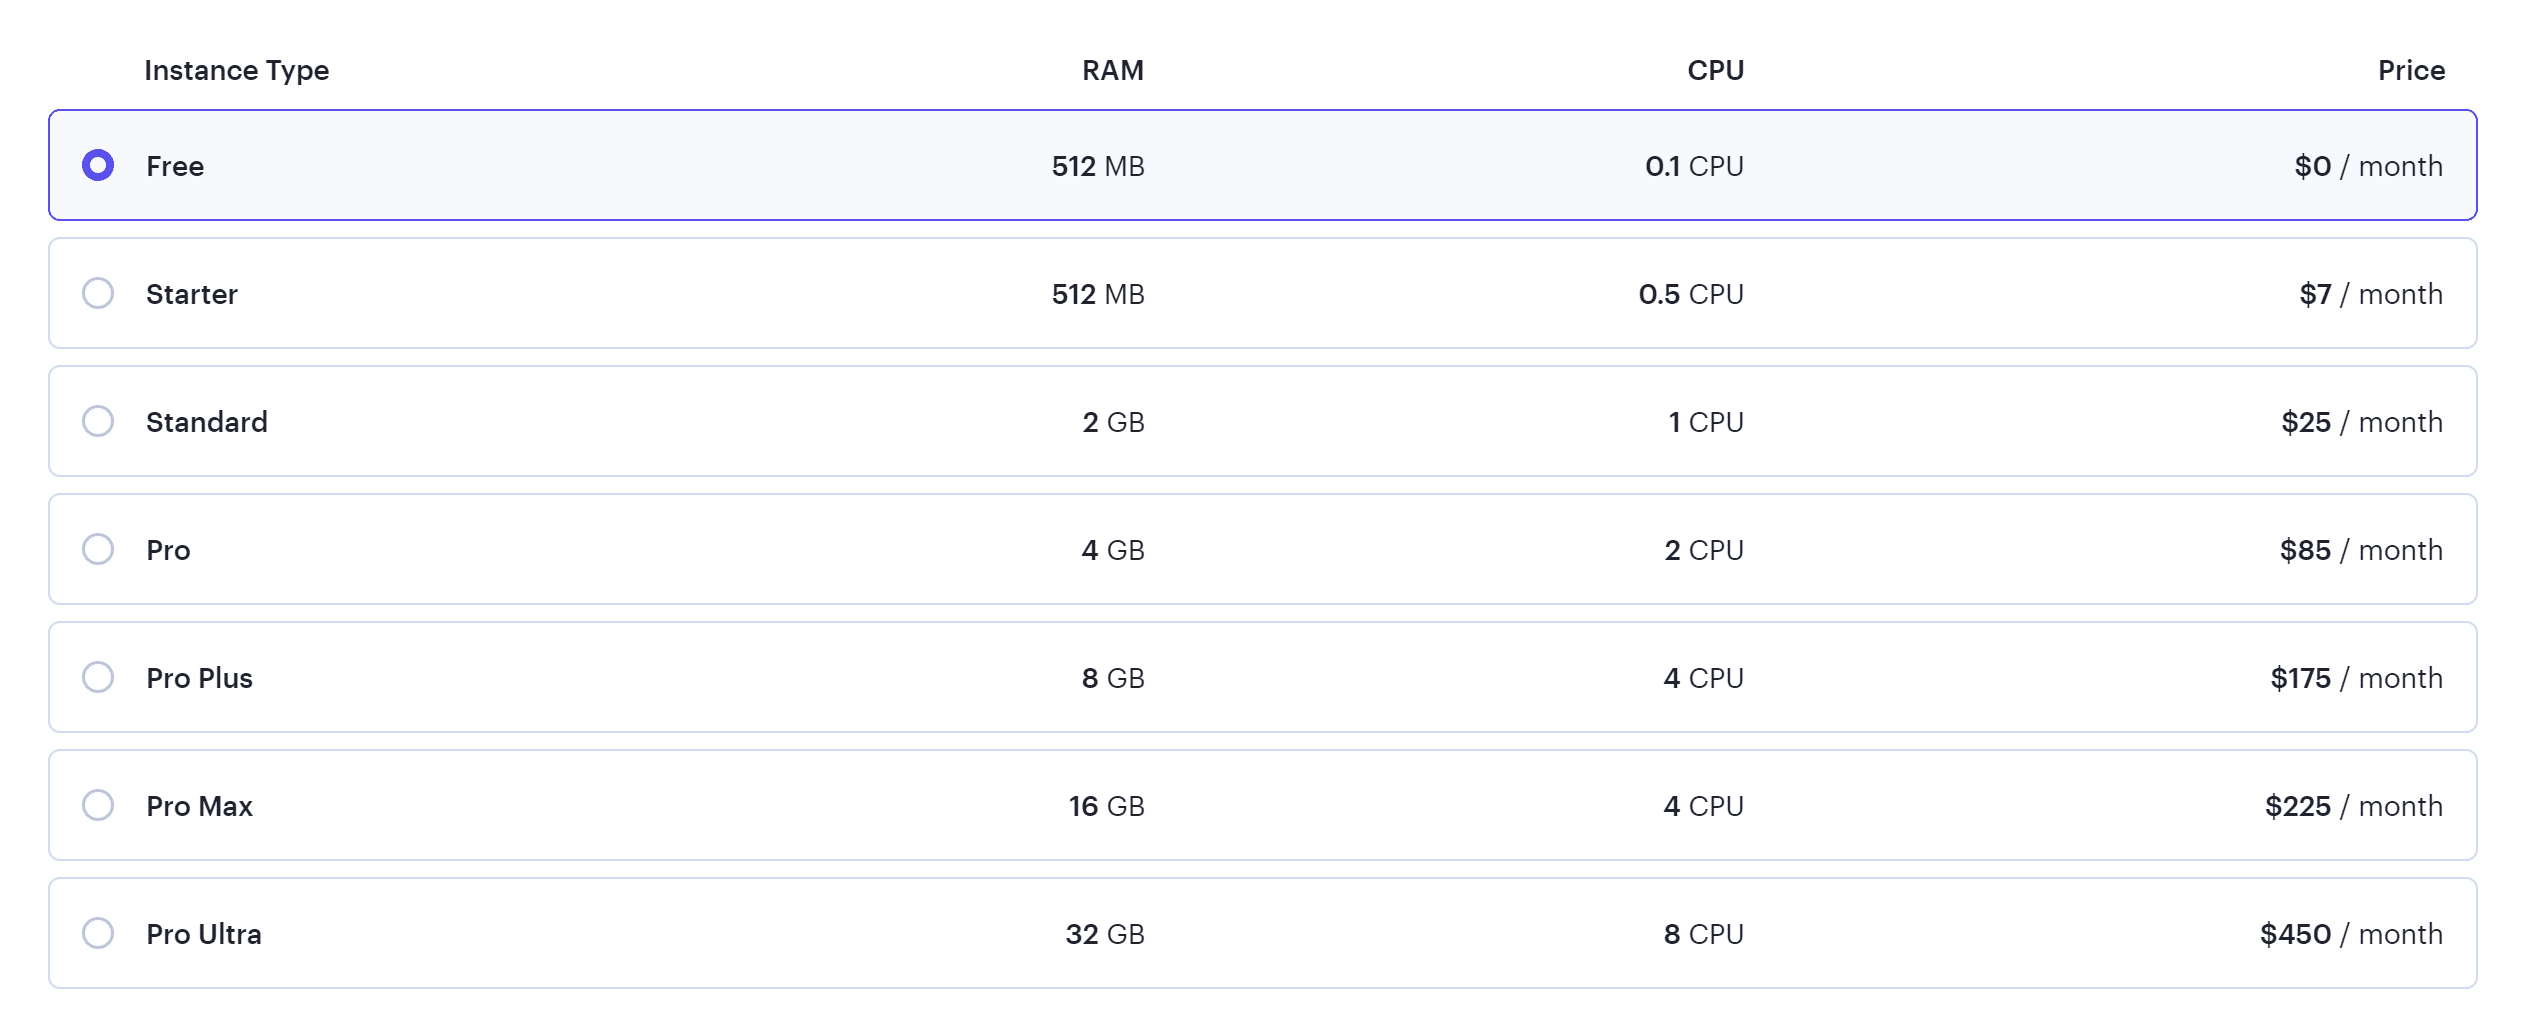 Instance Type RAM CPU Price
Free 512 MB 0.1 CPU $0 / month
Starter 512 MB 0.5 CPU $7 / month
Standard 2 GB 1 CPU $25 / month
Pro 4 GB 2 CPU $85 / month
Pro Plus 8 GB 4 CPU $175 / month
Pro Max 16 GB 4 CPU $225 / month
Pro Ultra 32 GB 8 CPU $450 / month